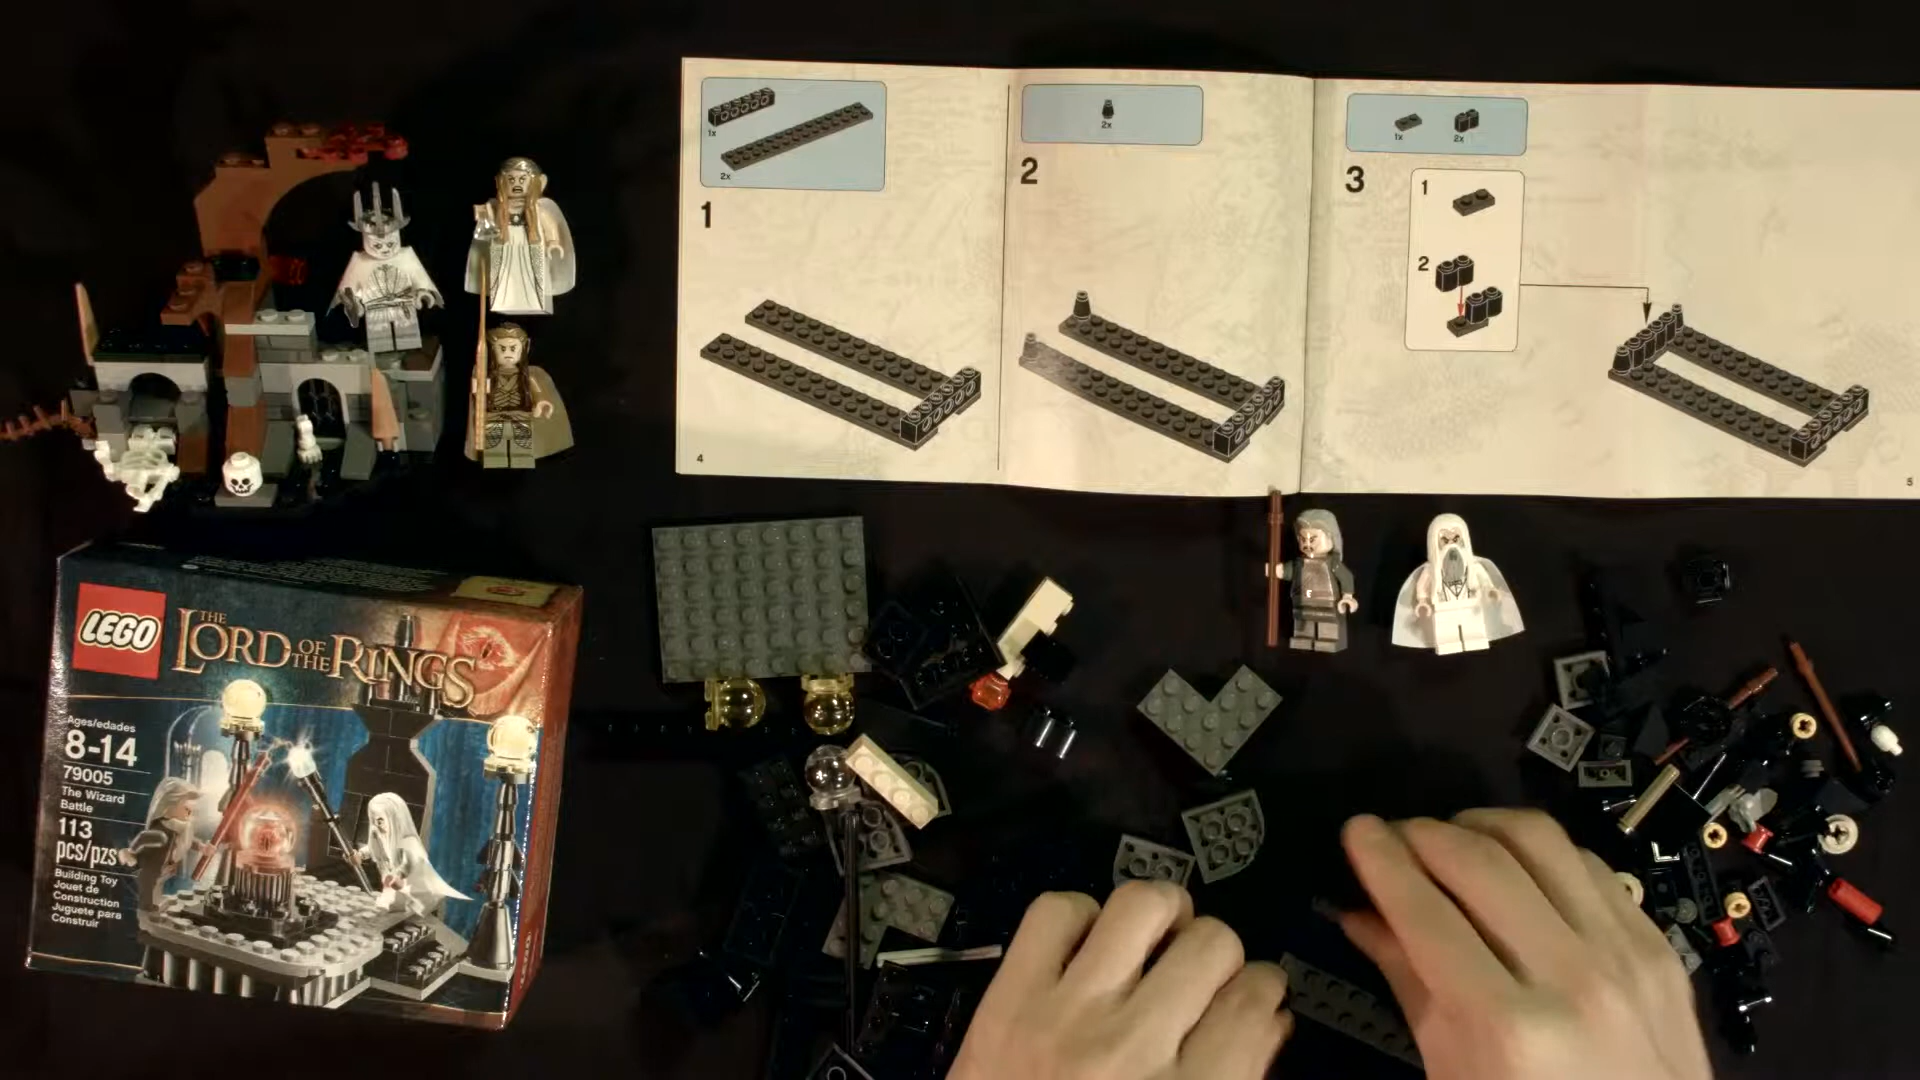 1x
2x
1
4
2x
2
1x 2x
3
1
2
5
LEGO
THE
LORD OF
THE RINGS
Ages/edades
8-14
79005
The Wizard
Battle
113
pcs/pzs
Building Toy
Jouet de
Construction
Juguete para
Construir